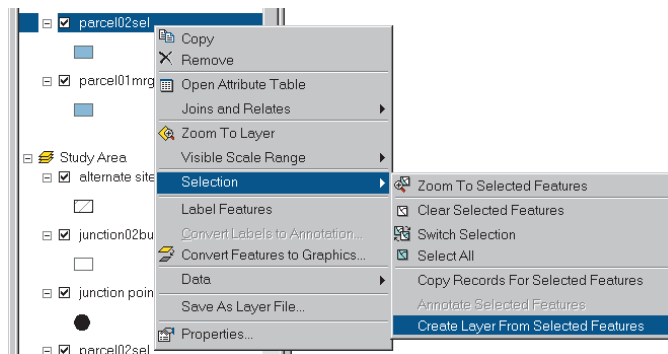 parcel02sel
parcel01mrg
Study Area
alternate site
junction02bu
junction poin
parcel02sel
Copy
Remove
Open Attribute Table
Joins and Relates
Zoom To Layer
Visible Scale Range
Selection
Label Features
Convert Labels to Annotation...
Convert Features to Graphics...
Data
Save As Layer File...
Properties...
Zoom To Selected Features
Clear Selected Features
Switch Selection
Select All
Copy Records For Selected Features
Annotate Selected Features
Create Layer From Selected Features